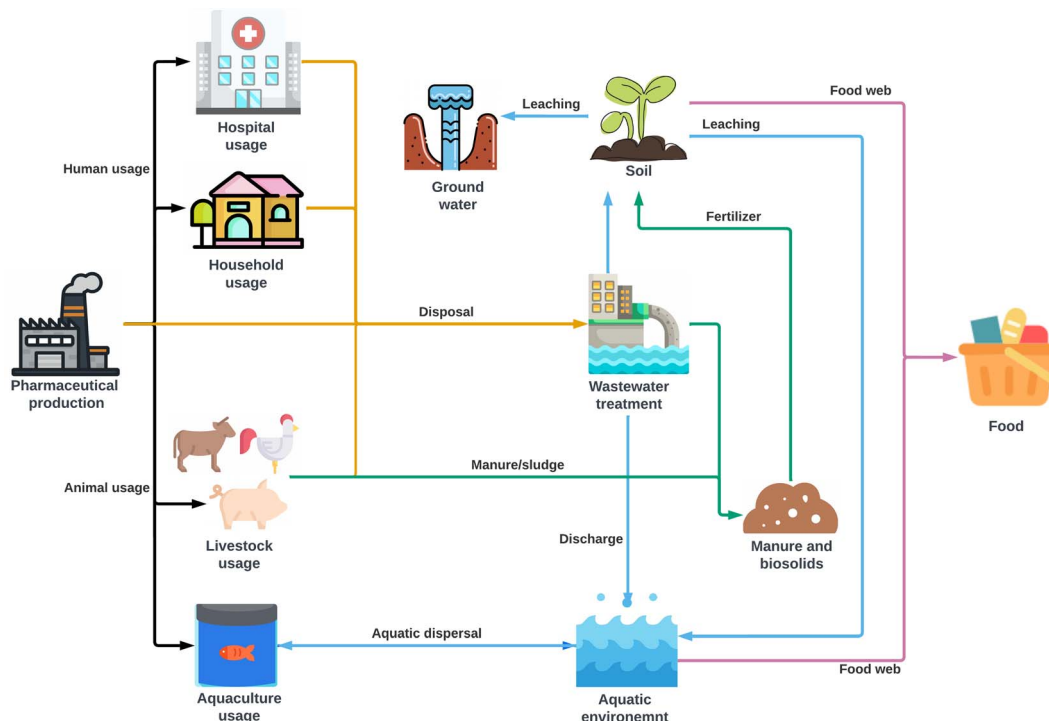 Hospital
usage
Human usage
Household
usage
Pharmaceutical
production
Animal usage
Livestock
usage
Aquaculture
usage
Disposal
Manure/sludge
Aquatic dispersal
Leaching
Ground
water
Soil
Food web
Leaching
Fertilizer
Wastewater
treatment
Discharge
Manure and
biosolids
Aquatic
environemnt
Food web
Food